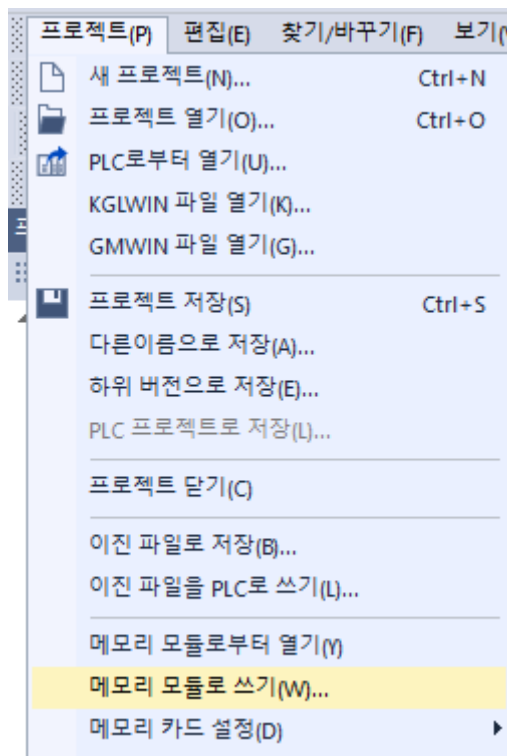 프로젝트(P) 편집(E) 찾기/바꾸기(F) 보기(
새 프로젝트(N)... Ctrl+N
프로젝트 열기(O)... Ctrl+O
PLC로부터 열기(U)...
KGLWIN 파일 열기(K)...
GMWIN 파일 열기(G)...
프로젝트 저장(S) Ctrl+S
다른이름으로 저장(A)...
하위 버전으로 저장(E)...
PLC 프로젝트로 저장(L)...
프로젝트 닫기(C)
이진 파일로 저장(B)...
이진 파일을 PLC로 쓰기(L)...
메모리 모듈로부터 열기(Y)
메모리 모듈로 쓰기(W)...
메모리 카드 설정(D)